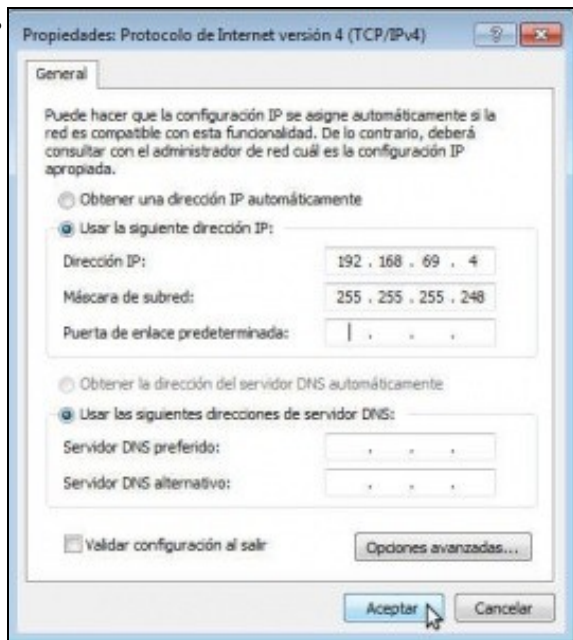 Propiedades: Protocolo de Internet versión 4 (TCP/IPv4)
General
Puede hacer que la configuración IP se asigne automáticamente si la
red es compatible con esta funcionalidad. De lo contrario, deberá
consultar con el administrador de red cuál es la configuración IP
apropiada.
Obtener una dirección IP automáticamente
Usar la siguiente dirección IP:
Dirección IP: 192 . 168 . 69 . 4
Máscara de subred: 255 . 255 . 255 . 248
Puerta de enlace predeterminada: . . .
Obtener la dirección del servidor DNS automáticamente
Usar las siguientes direcciones de servidor DNS:
Servidor DNS preferido: . . .
Servidor DNS alternativo: . . .
Validar configuración al salir
Opciones avanzadas...
Aceptar Cancelar